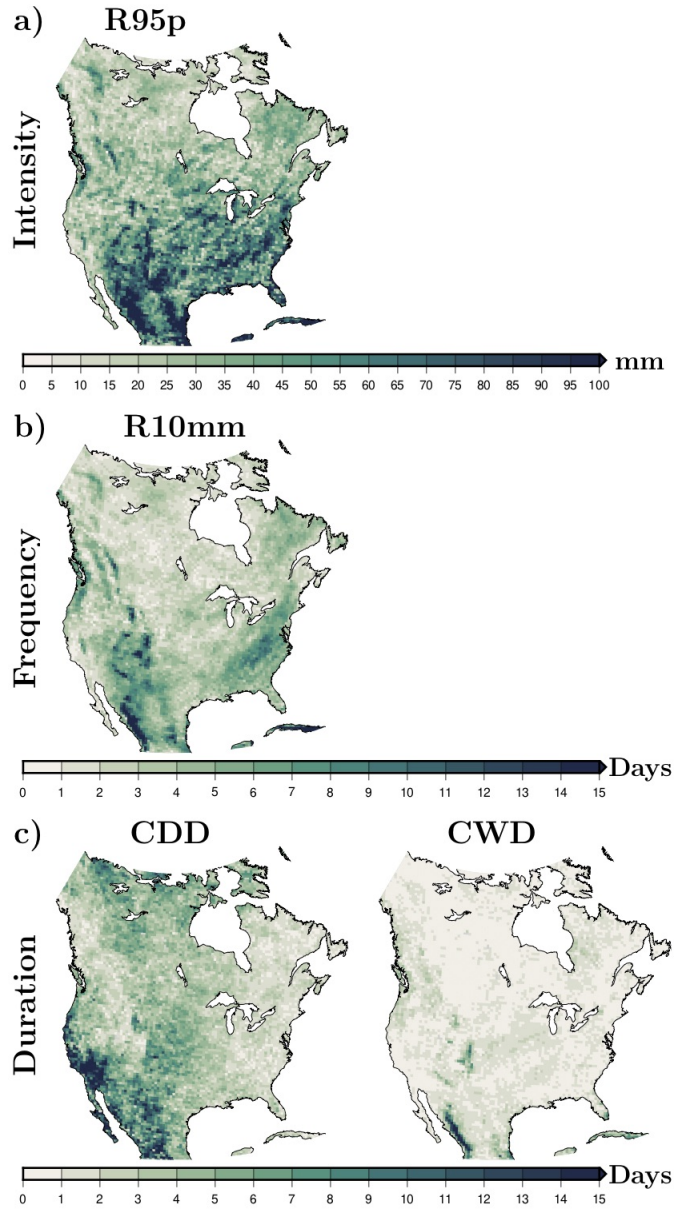 a) R95p
Intensity
0 5 10 15 20 25 30 35 40 45 50 55 60 65 70 75 80 85 90 95 100 mm
b) R10mm
Frequency
0 1 2 3 4 5 6 7 8 9 10 11 12 13 14 15 Days
c) CDD CWD
Duration
0 1 2 3 4 5 6 7 8 9 10 11 12 13 14 15 Days